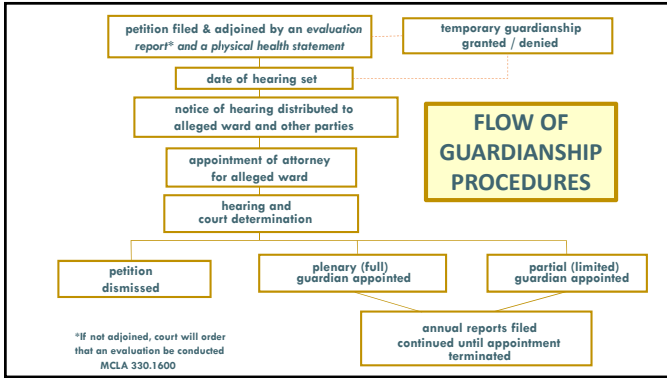 petition filed & adjoined by an evaluation
report* and a physical health statement
temporary guardianship
granted / denied
date of hearing set
notice of hearing distributed to
alleged ward and other parties
FLOW OF
GUARDIANSHIP
PROCEDURES
appointment of attorney
for alleged ward
hearing and
court determination
petition
dismissed
plenary (full)
guardian appointed
partial (limited)
guardian appointed
annual reports filed
continued until appointment
terminated
*If not adjoined, court will order
that an evaluation be conducted
MCLA 330.1600